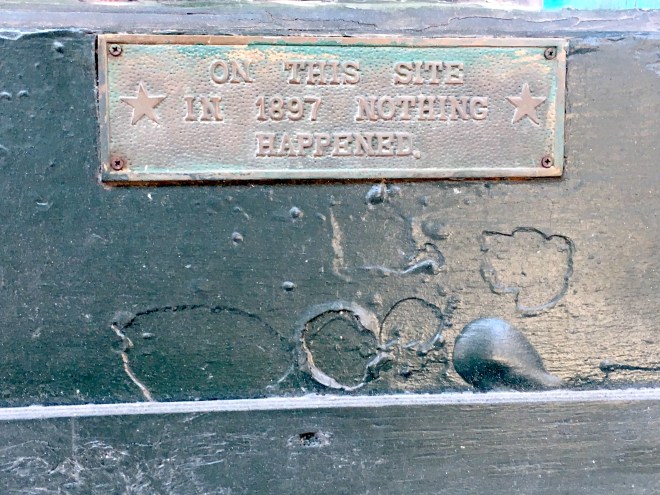 ON THIS SITE
IN 1897 NOTHING
HAPPENED.